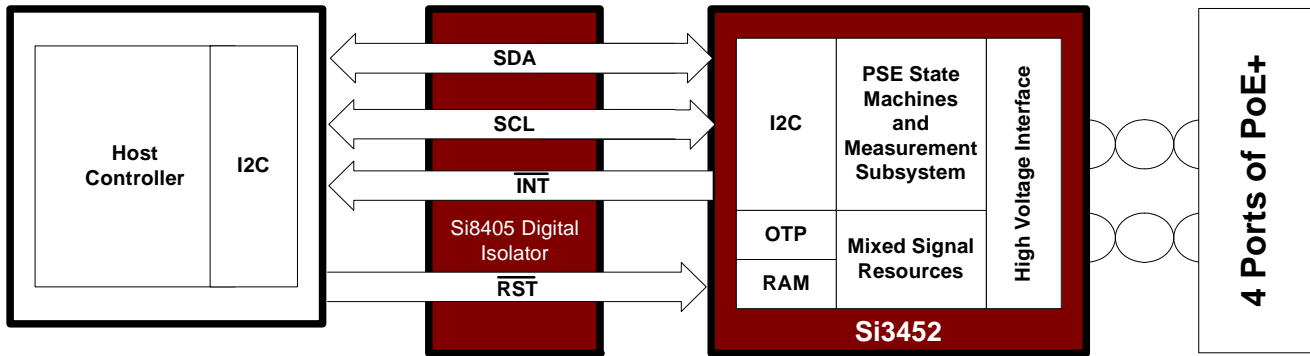 Host
Controller
I2C
SDA
SCL
INT
Si8405 Digital
Isolator
RST
I2C
PSE State
Machines
and
Measurement
Subsystem
OTP
RAM
Mixed Signal
Resources
High Voltage Interface
Si3452
4 Ports of PoE+